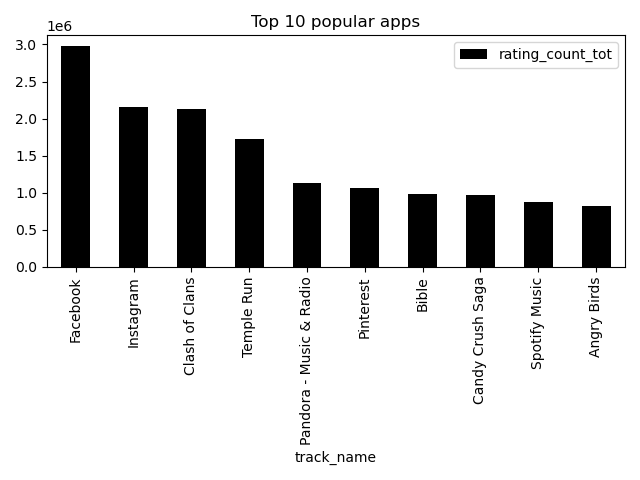 Top 10 popular apps
1e6
3.0
2.5
2.0
1.5
1.0
0.5
0.0
rating_count_tot
Facebook
Instagram
Clash of Clans
Temple Run
Pandora - Music & Radio
Pinterest
Bible
Candy Crush Saga
Spotify Music
Angry Birds
track_name